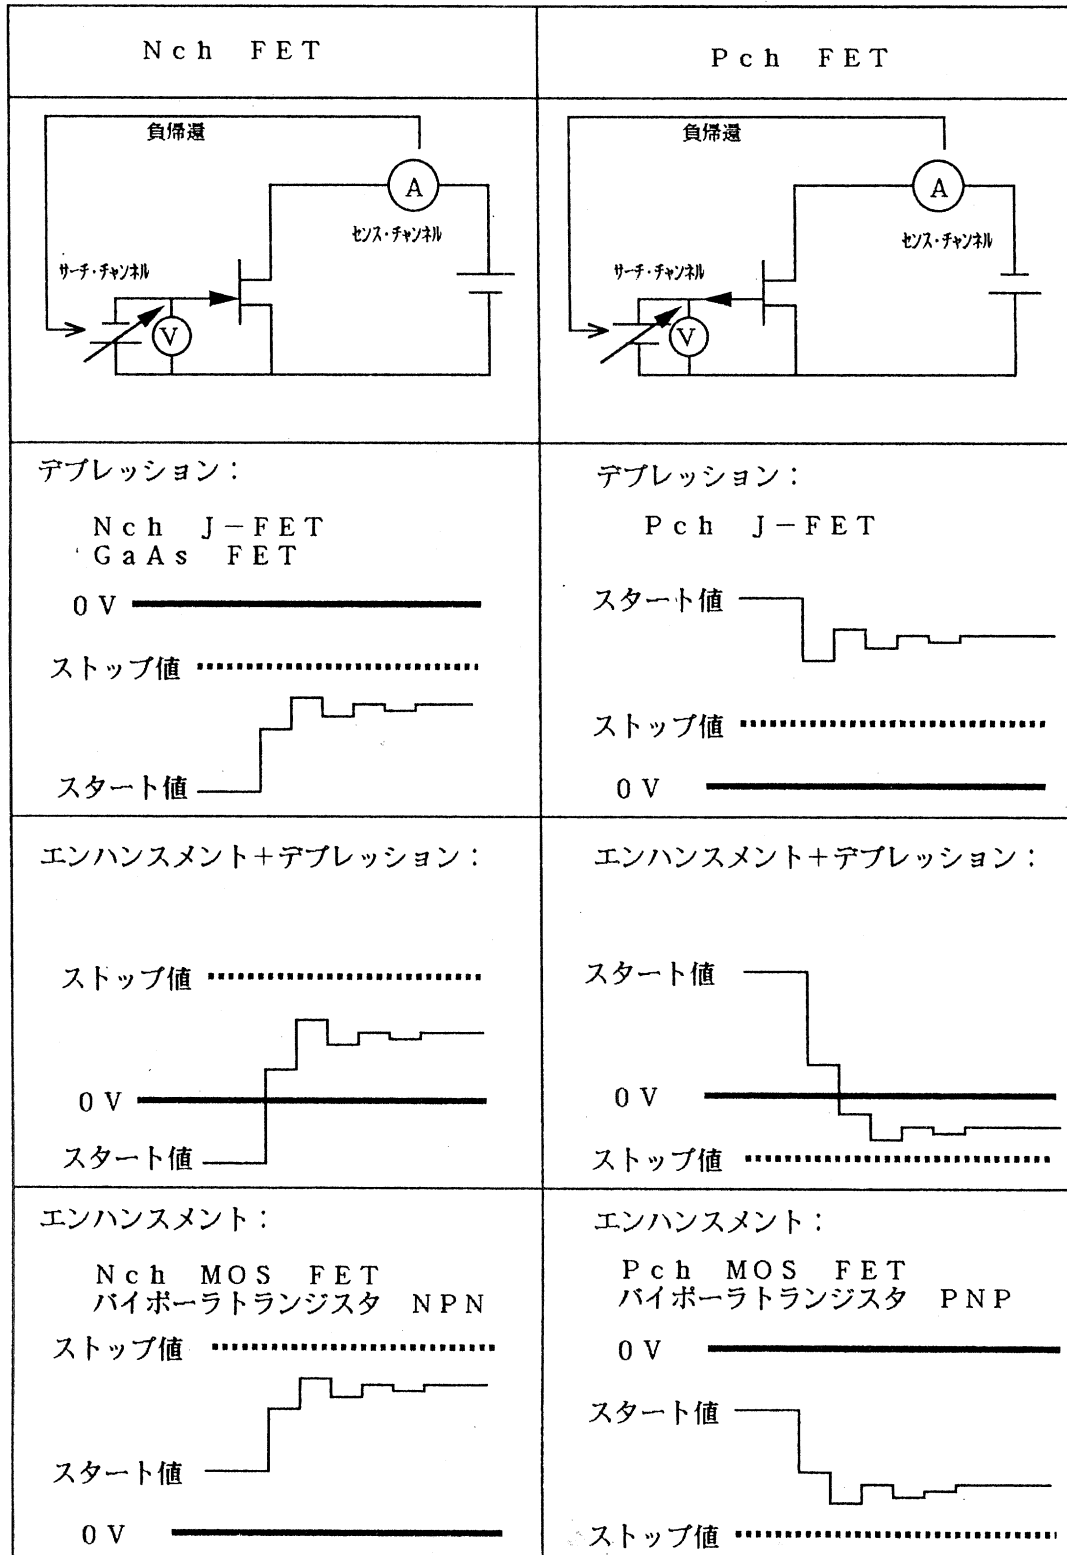 Nch FET
Pch FET
負帰還
A
センス・チャンネル
サーチ・チャンネル
V
負帰還
A
センス・チャンネル
サーチ・チャンネル
V
デプレッション：
Nch J－FET
GaAs FET
0V
ストップ値
スタート値
デプレッション：
Pch J－FET
スタート値
ストップ値
0V
エンハンスメント＋デプレッション：
ストップ値
0V
スタート値
エンハンスメント＋デプレッション：
スタート値
0V
ストップ値
エンハンスメント：
Nch MOS FET
バイポーラトランジスタ NPN
ストップ値
スタート値
0V
エンハンスメント：
Pch MOS FET
バイポーラトランジスタ PNP
0V
スタート値
ストップ値